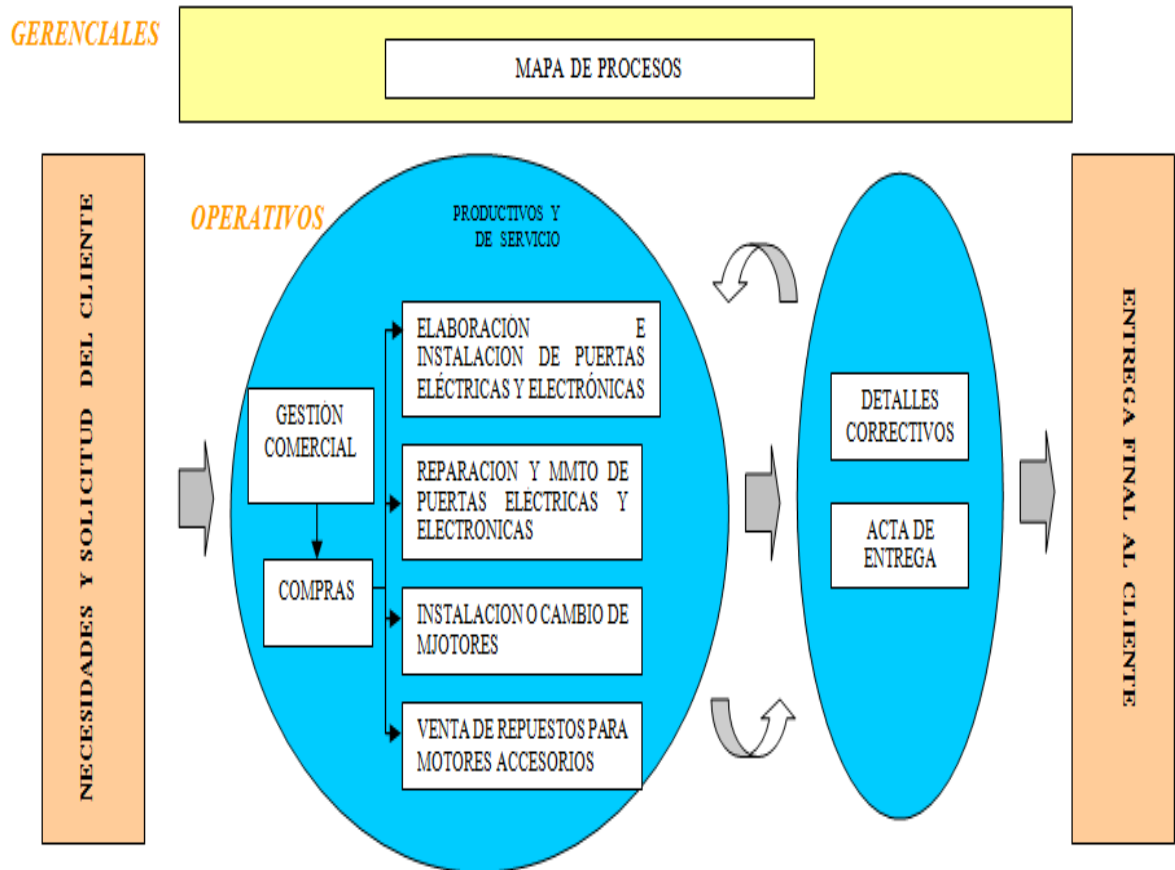 GERENCIALES
MAPA DE PROCESOS
NECESIDADES Y SOLICITUD DEL CLIENTE
OPERATIVOS
PRODUCTIVOS Y
DE SERVICIO
GESTIÓN
COMERCIAL
COMPRAS
ELABORACIÓN E
INSTALACIÓN DE PUERTAS
ELÉCTRICAS Y ELECTRÓNICAS
REPARACION Y MMTO DE
PUERTAS ELÉCTRICAS Y
ELECTRONICAS
INSTALACION O CAMBIO DE
MJOTORES
VENTA DE REPUESTOS PARA
MOTORES ACCESORIOS
DETALLES
CORRECTIVOS
ACTA DE
ENTREGA
ENTREGA FINAL AL CLIENTE